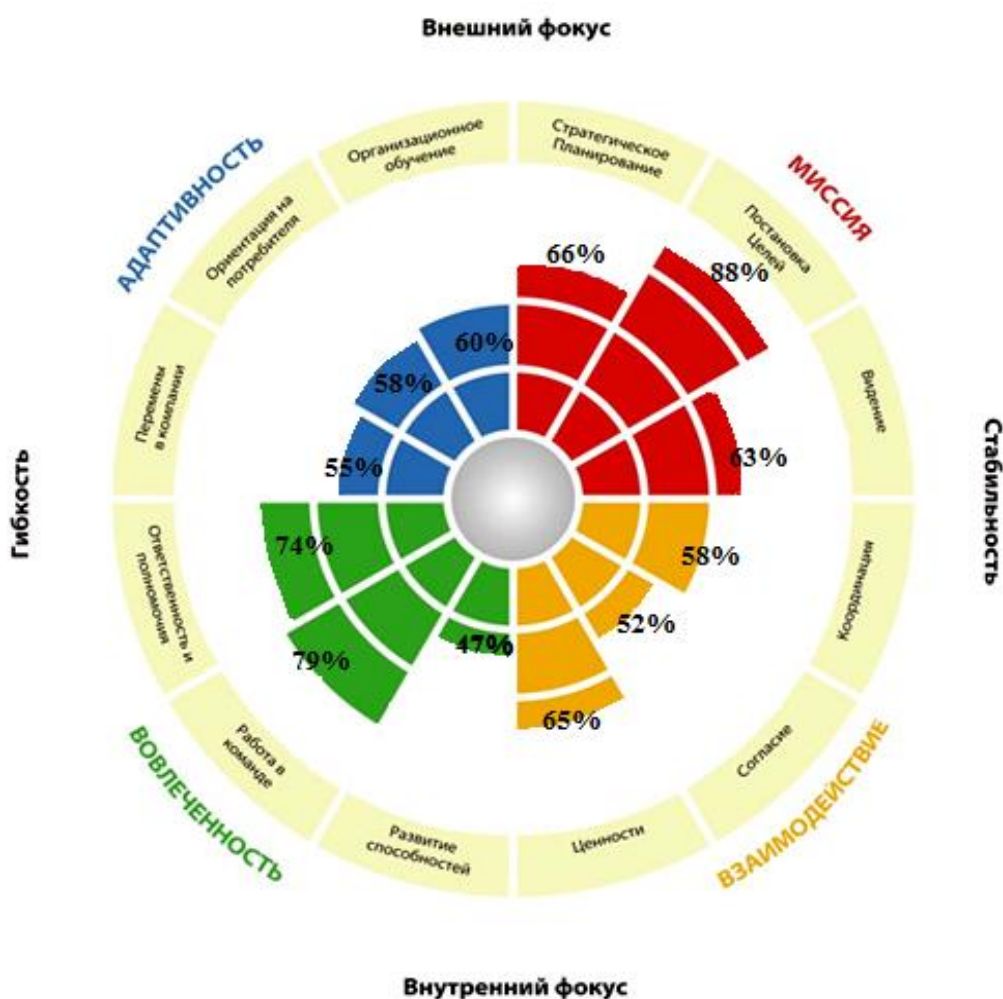 Внешний фокус
АДАПТИВНОСТЬ
МИССИЯ
Организационное
обучение
Стратегическое
Планирование
Ориентация на
потребителя
Постановка
Целей
Перемены
в компании
Видение
66%
88%
60%
58%
55%
63%
Гибкость
Стабильность
74%
58%
79%
47%
52%
65%
Ответственность и
полномочия
Координация
Работа в
команде
Согласие
Развитие
способностей
Ценности
ВОВЛЕЧЕННОСТЬ
ВЗАИМОДЕЙСТВИЕ
Внутренний фокус